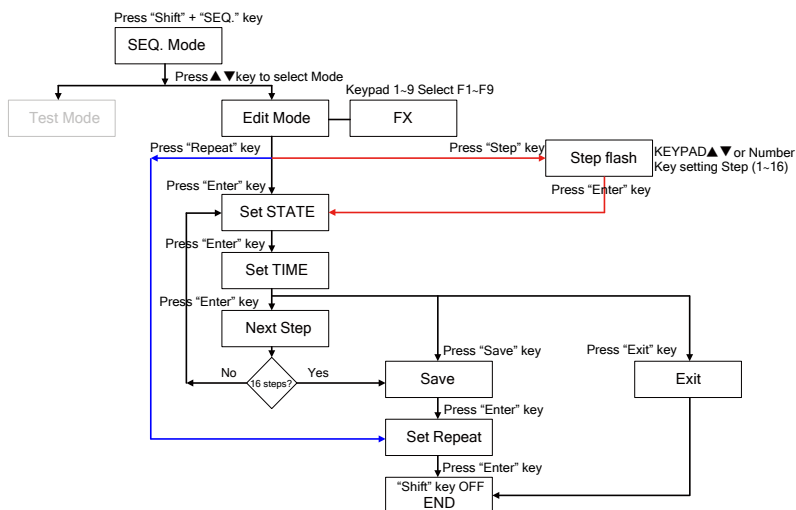 Press “Shift” + “SEQ.” key
SEQ. Mode
Press▲▼key to select Mode
Keypad 1~9 Select F1~F9
Test Mode
Edit Mode
FX
Press “Repeat” key
Press “Step” key
Step flash
KEYPAD▲▼ or Number
Key setting Step (1~16)
Press “Enter” key
Press “Enter” key
Set STATE
Press “Enter” key
Set TIME
Press “Enter” key
Next Step
Press “Save” key
Press “Exit” key
No
16 steps?
Yes
Save
Exit
Press “Enter” key
Set Repeat
Press “Enter” key
“Shift” key OFF
END